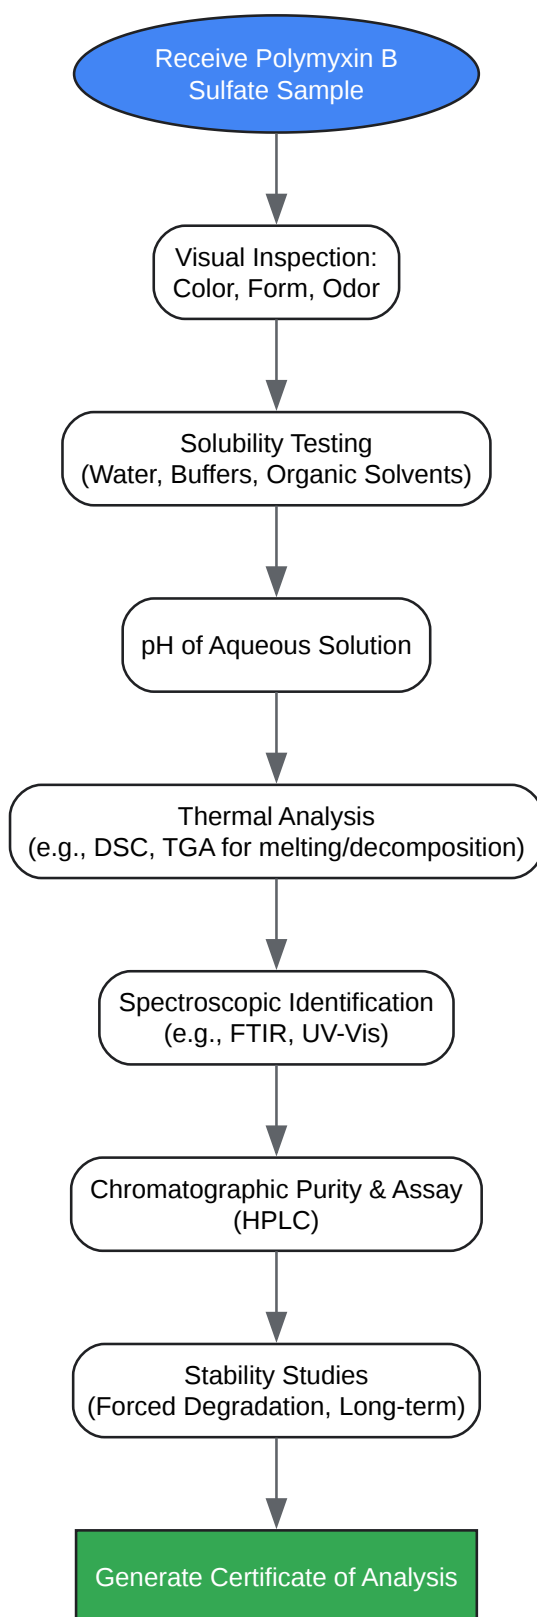 Receive Polymyxin B
Sulfate Sample
Visual Inspection:
Color, Form, Odor
Solubility Testing
(Water, Buffers, Organic Solvents)
pH of Aqueous Solution
Thermal Analysis
(e.g., DSC, TGA for melting/decomposition)
Spectroscopic Identification
(e.g., FTIR, UV-Vis)
Chromatographic Purity & Assay
(HPLC)
Stability Studies
(Forced Degradation, Long-term)
Generate Certificate of Analysis